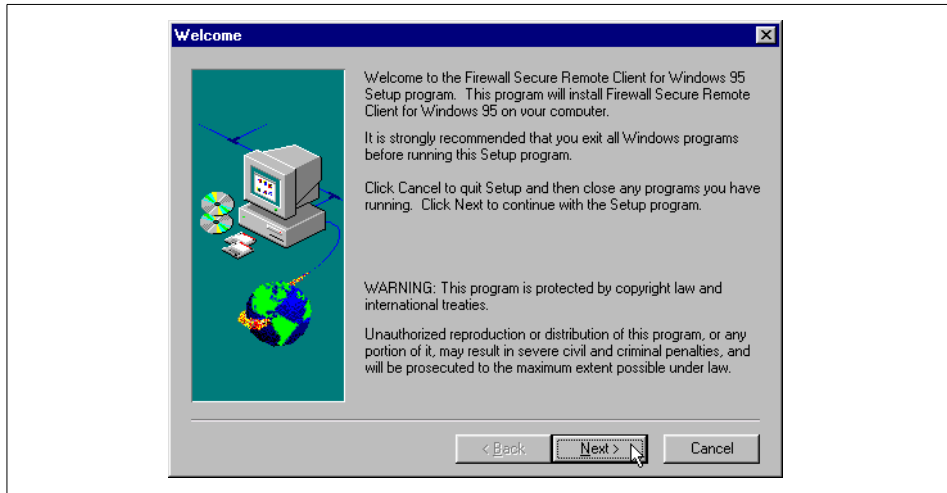 Welcome
Welcome to the Firewall Secure Remote Client for Windows 95
Setup program. This program will install Firewall Secure Remote
Client for Windows 95 on your computer.
It is strongly recommended that you exit all Windows programs
before running this Setup program.
Click Cancel to quit Setup and then close any programs you have
running. Click Next to continue with the Setup program.
WARNING: This program is protected by copyright law and
international treaties.
Unauthorized reproduction or distribution of this program, or any
portion of it, may result in severe civil and criminal penalties, and
will be prosecuted to the maximum extent possible under law.
< Back Next > Cancel